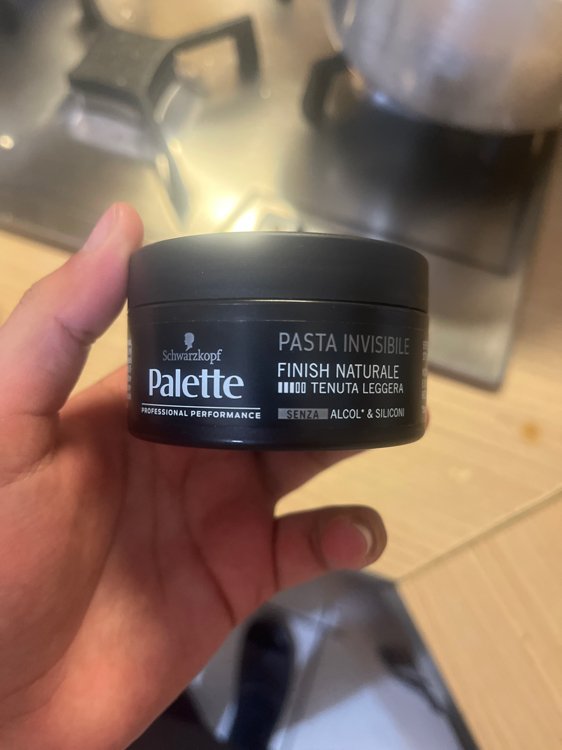 Schwarzkopf
Palette
PROFESSIONAL PERFORMANCE
PASTA INVISIBILE
FINISH NATURALE
TENUTA LEGGERA
SENZA ALCOL* & SILICONI